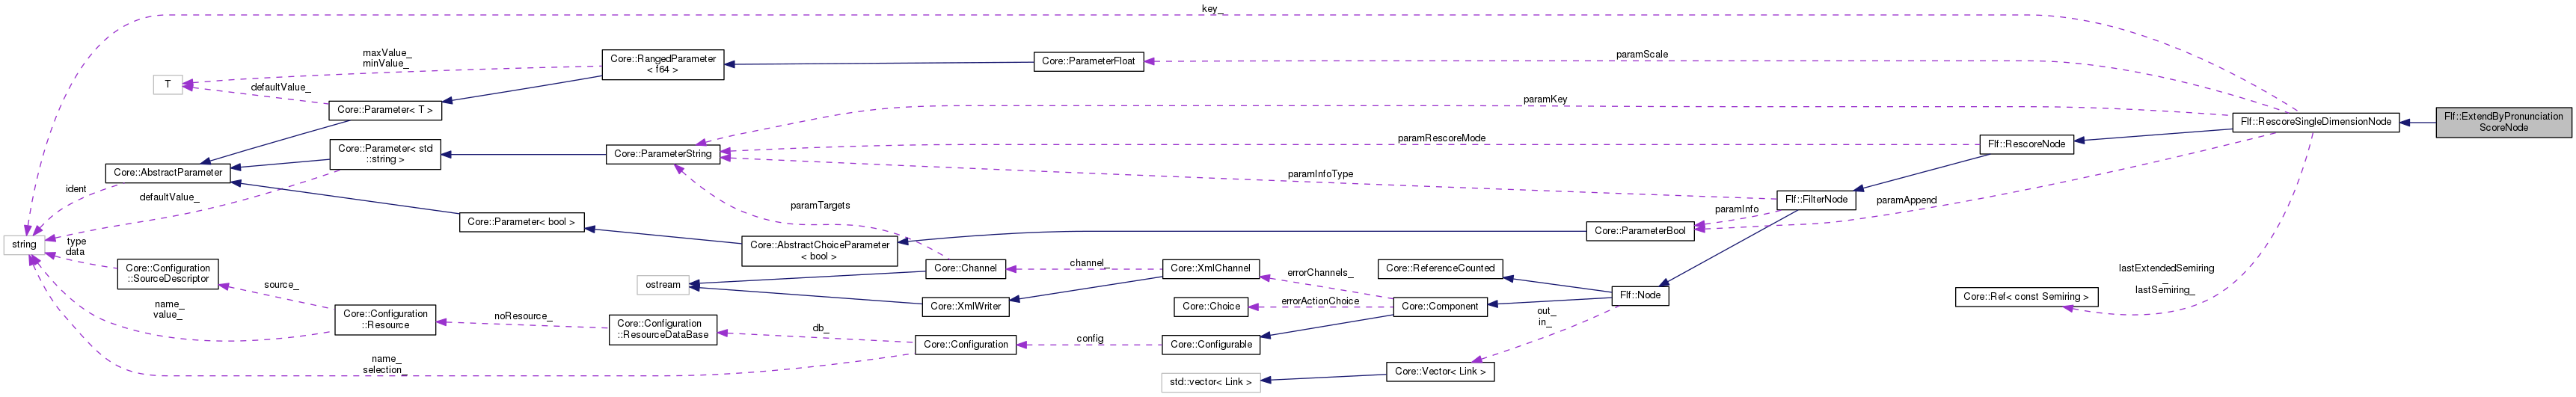 key_
maxValue_
minValue_
Core::RangedParameter
< f64 >
Core::ParameterFloat
paramScale
T
defaultValue_
Core::Parameter< T >
paramKey
Flf::ExtendByPronunciation
ScoreNode
Flf::RescoreSingleDimensionNode
paramRescoreMode
Flf::RescoreNode
Core::Parameter< std
::string >
Core::ParameterString
Core::AbstractParameter
paramInfoType
ident
defaultValue_
paramTargets
Flf::FilterNode
paramAppend
paramInfo
Core::Parameter< bool >
Core::ParameterBool
string
type
data
Core::AbstractChoiceParameter
< bool >
Core::Configuration
::SourceDescriptor
source_
Core::Channel
channel_
Core::XmlChannel
errorChannels_
Core::ReferenceCounted
lastExtendedSemiring
_
lastSemiring_
ostream
Core::XmlWriter
Core::Choice
errorActionChoice
Core::Component
Flf::Node
Core::Ref< const Semiring >
name_
value_
Core::Configuration
::Resource
noResource_
Core::Configuration
::ResourceDataBase
db_
Core::Configuration
config
Core::Configurable
out_
in_
name_
selection_
Core::Vector< Link >
std::vector< Link >